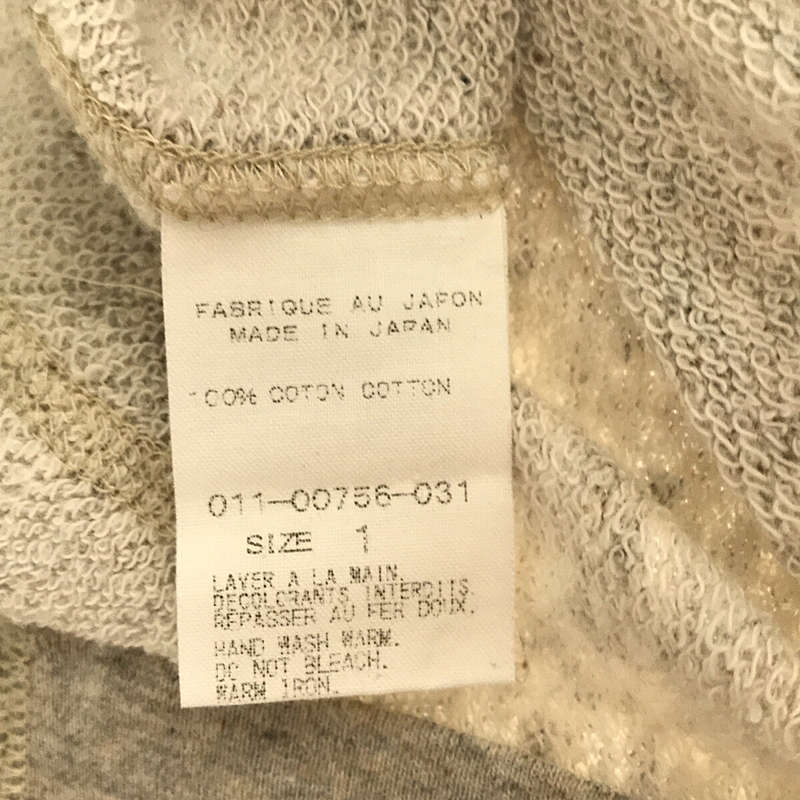 FABRIQUE AU JAPON
MADE IN JAPAN
100% COTON COTTON
011-00756-031
SIZE 1
LAVER A LA MAIN.
DECOLORANTS INTERDITS.
REPASSER AU FER DOUX.
HAND WASH WARM.
DO NOT BLEACH.
WARM IRON.